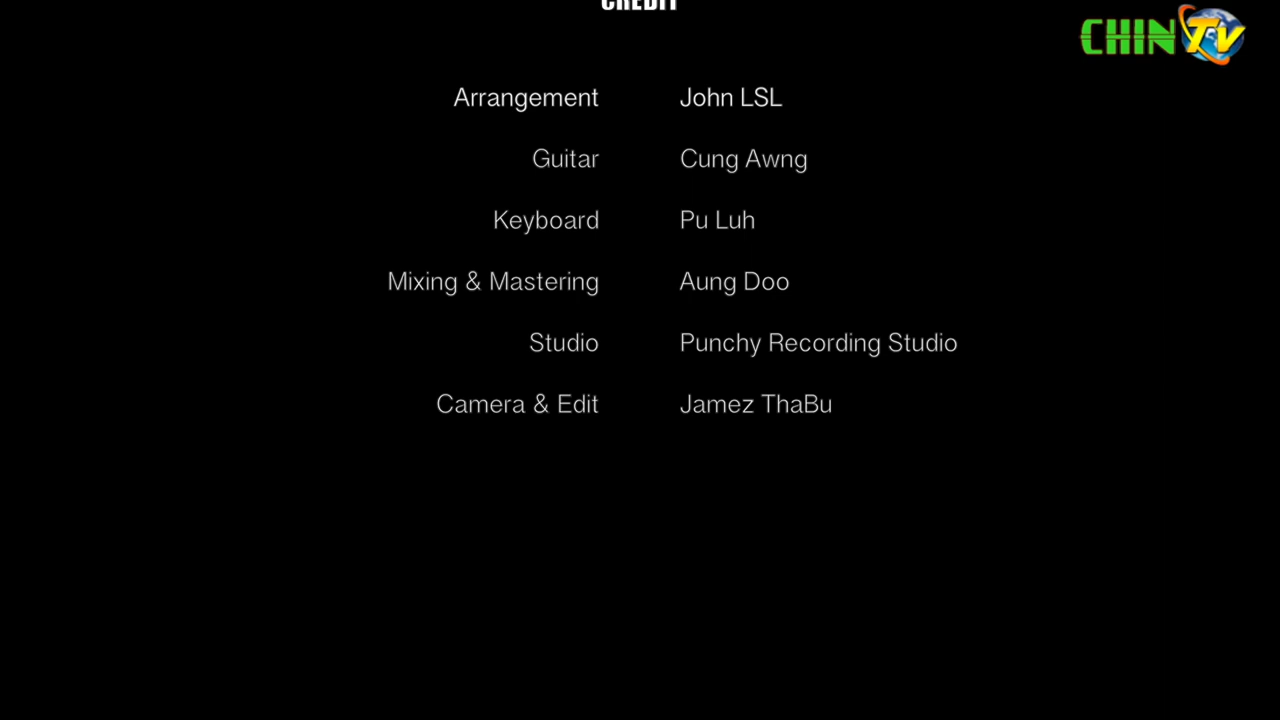 CREDIT
CHIN TV
Arrangement John LSL
Guitar Cung Awng
Keyboard Pu Luh
Mixing & Mastering Aung Doo
Studio Punchy Recording Studio
Camera & Edit Jamez ThaBu